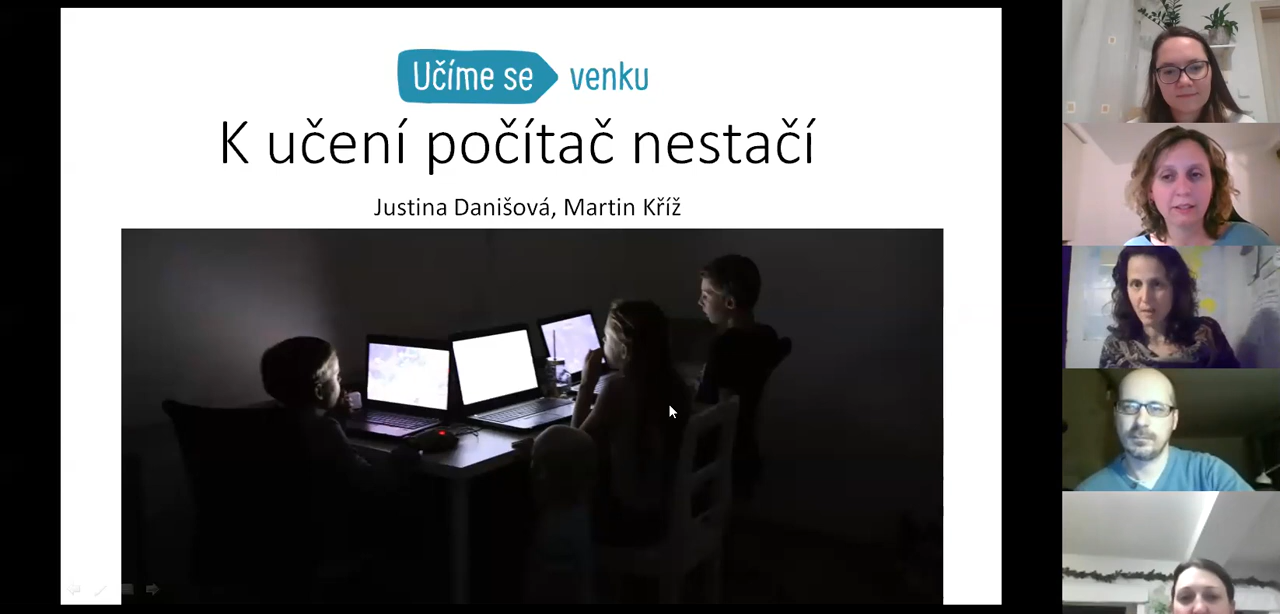 Učíme se venku
K učení počítač nestačí
Justina Danišová, Martin Kříž